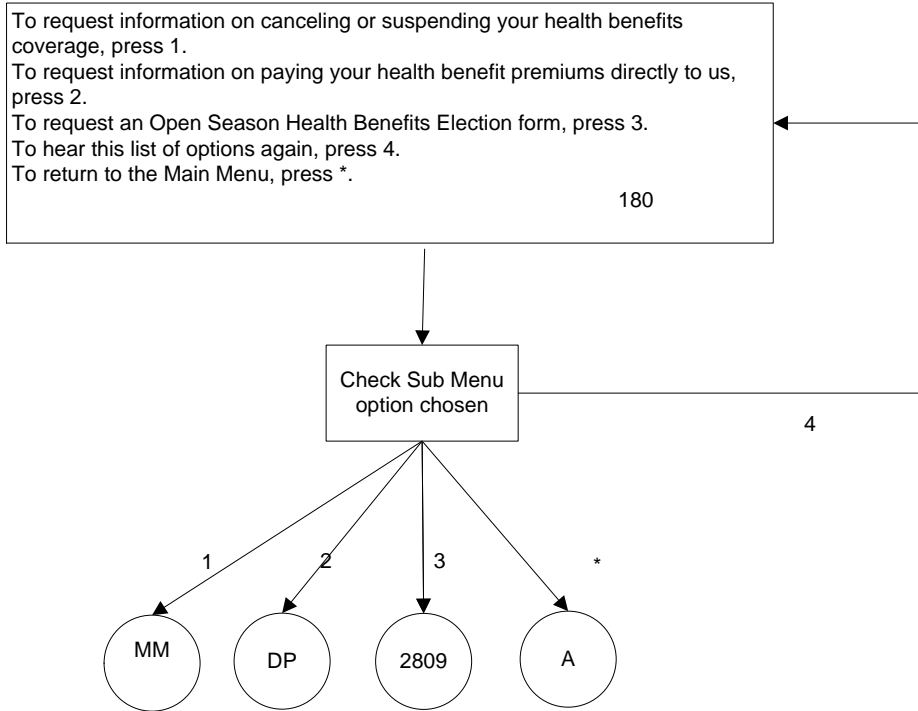 To request information on canceling or suspending your health benefits
coverage, press 1.
To request information on paying your health benefit premiums directly to us,
press 2.
To request an Open Season Health Benefits Election form, press 3.
To hear this list of options again, press 4.
To return to the Main Menu, press *.
180
Check Sub Menu
option chosen
4
1
2
3
*
MM
DP
2809
A